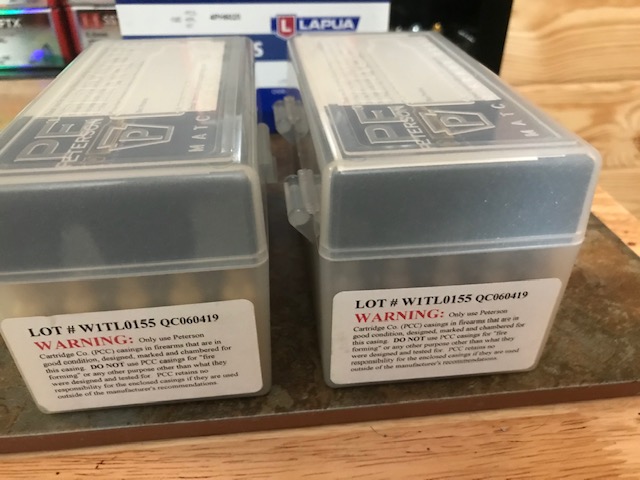 FTX
4PH8025
L LAPUA
PETERSON
MATC
LOT # W1TL0155 QC060419
WARNING: Only use Peterson
Cartridge Co. (PCC) casings in firearms that are in
good condition, designed, marked and chambered for
this casing. DO NOT use PCC casings for "fire
forming" or any other purpose other than what they
were designed and tested for. PCC retains no
responsibility for the enclosed casings if they are used
outside of the manufacturer's recommendations.
PETERSON
MATC
LOT # W1TL0155 QC060419
WARNING: Only use Peterson
Cartridge Co. (PCC) casings in firearms that are in
good condition, designed, marked and chambered for
this casing. DO NOT use PCC casings for "fire
forming" or any other purpose other than what they
were designed and tested for. PCC retains no
responsibility for the enclosed casings if they are used
outside of the manufacturer's recommendations.